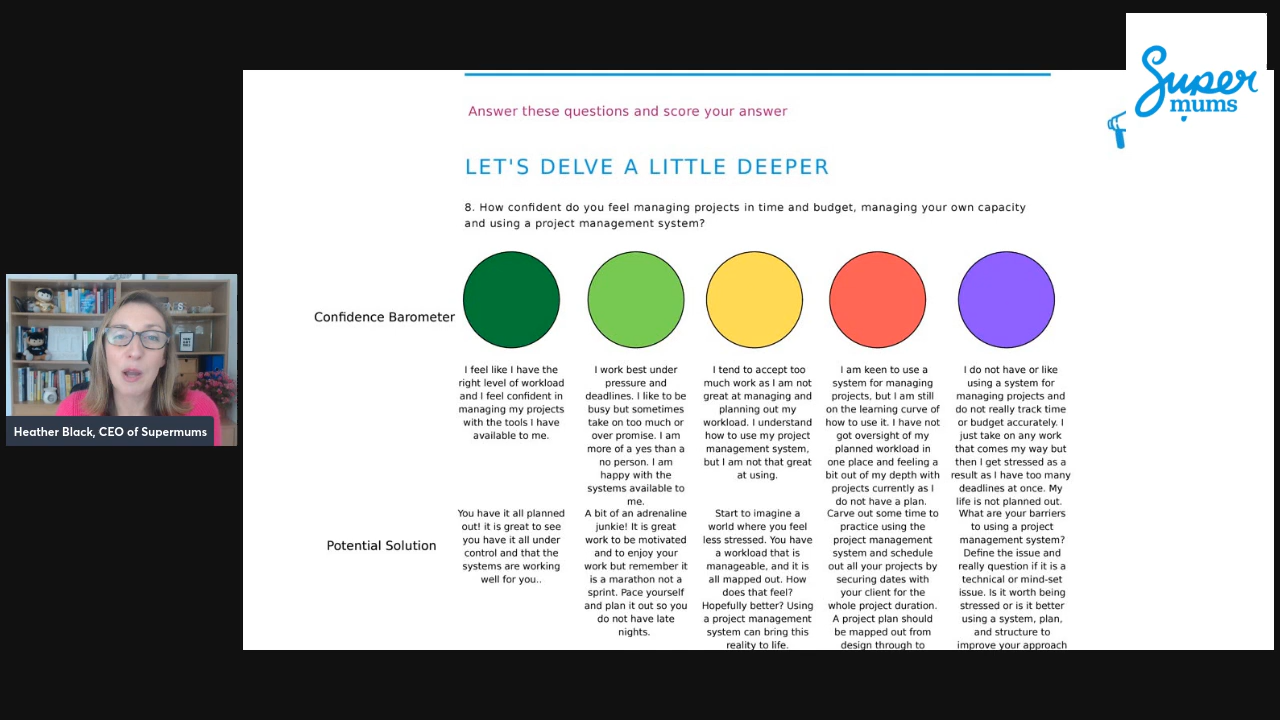 Super
mums
Answer these questions and score your answer
LET'S DELVE A LITTLE DEEPER
8. How confident do you feel managing projects in time and budget, managing your own capacity
and using a project management system?
Confidence Barometer
I feel like I have the
right level of workload
and I feel confident in
managing my projects
with the tools I have
available to me.
I work best under
pressure and
deadlines. I like to be
busy but sometimes
take on too much or
over promise. I am
more of a yes than a
no person. I am
happy with the
systems available to
me.
I tend to accept too
much work as I am not
great at managing and
planning out my
workload. I understand
how to use my project
management system,
but I am not that great
at using.
I am keen to use a
system for managing
projects, but I am still
on the learning curve of
how to use it. I have not
got oversight of my
planned workload in
one place and feeling a
bit out of my depth with
projects currently as I
do not have a plan.
I do not have or like
using a system for
managing projects and
do not really track time
or budget accurately. I
just take on any work
that comes my way but
then I get stressed as a
result as I have too many
deadlines at once. My
life is not planned out.
Potential Solution
You have it all planned
out! it is great to see
you have it all under
control and that the
systems are working
well for you..
A bit of an adrenaline
junkie! It is great
work to be motivated
and to enjoy your
work but remember it
is a marathon not a
sprint. Pace yourself
and plan it out so you
do not have late
nights.
Start to imagine a
world where you feel
less stressed. You have
a workload that is
manageable, and it is
all mapped out. How
does that feel?
Hopefully better? Using
a project management
system can bring this
reality to life.
Carve out some time to
practice using the
project management
system and schedule
out all your projects by
securing dates with
your client for the
whole project duration.
A project plan should
be mapped out from
design through to
What are your barriers
to using a project
management system?
Define the issue and
really question if it is a
technical or mind-set
issue. Is it worth being
stressed or is it better
using a system, plan,
and structure to
improve your approach
Heather Black, CEO of Supermums